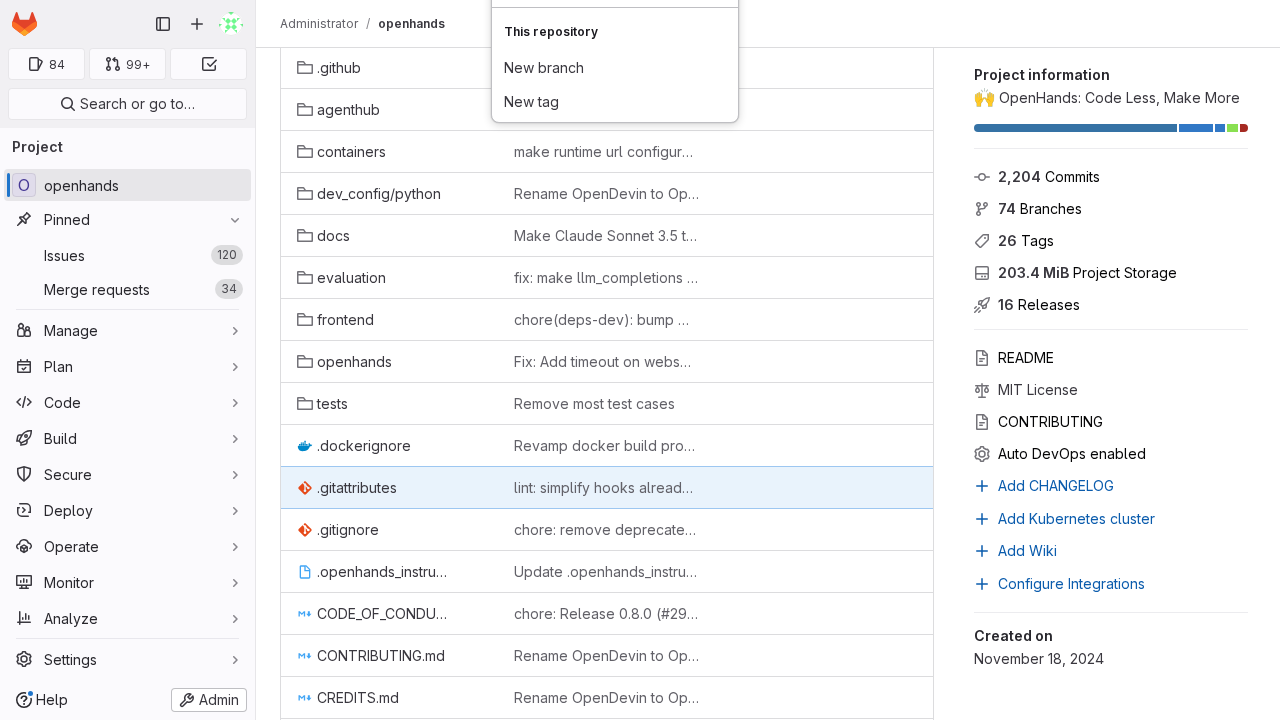 84
99+
Search or go to…
Project
O openhands
Pinned
Issues 120
Merge requests 34
Manage
Plan
Code
Build
Secure
Deploy
Operate
Monitor
Analyze
Settings
Help
Admin
Administrator / openhands
This repository
New branch
New tag
.github
agenthub
containers make runtime url configur…
dev_config/python Rename OpenDevin to Op…
docs Make Claude Sonnet 3.5 t…
evaluation fix: make llm_completions …
frontend chore(deps-dev): bump …
openhands Fix: Add timeout on webs…
tests Remove most test cases
.dockerignore Revamp docker build pro…
.gitattributes lint: simplify hooks alread…
.gitignore chore: remove deprecate…
.openhands_instru… Update .openhands_instru…
CODE_OF_CONDU… chore: Release 0.8.0 (#29…
CONTRIBUTING.md Rename OpenDevin to Op…
CREDITS.md Rename OpenDevin to Op…
Project information
🙌 OpenHands: Code Less, Make More
2,204 Commits
74 Branches
26 Tags
203.4 MiB Project Storage
16 Releases
README
MIT License
CONTRIBUTING
Auto DevOps enabled
Add CHANGELOG
Add Kubernetes cluster
Add Wiki
Configure Integrations
Created on
November 18, 2024